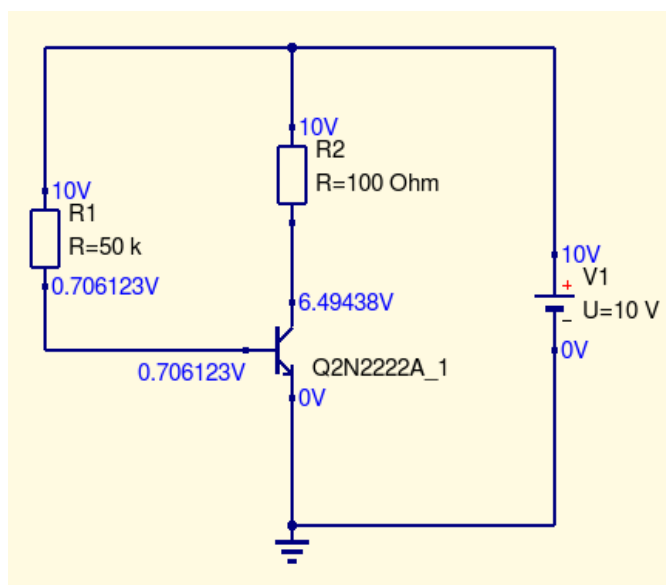 10V
R2
R=100 Ohm
10V
R1
R=50 k
0.706123V
10V
V1
+
U=10 V
–
6.49438V
0V
Q2N2222A_1
0.706123V
0V